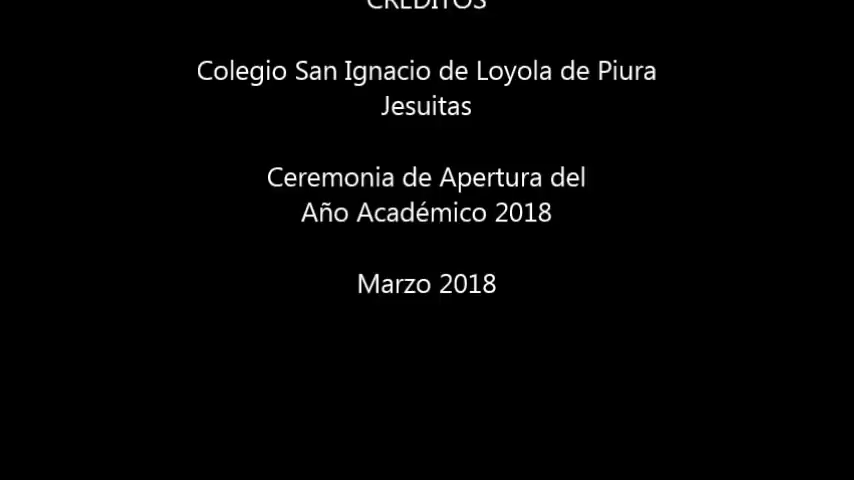 CREDITOS
Colegio San Ignacio de Loyola de Piura
Jesuitas
Ceremonia de Apertura del
Año Académico 2018
Marzo 2018